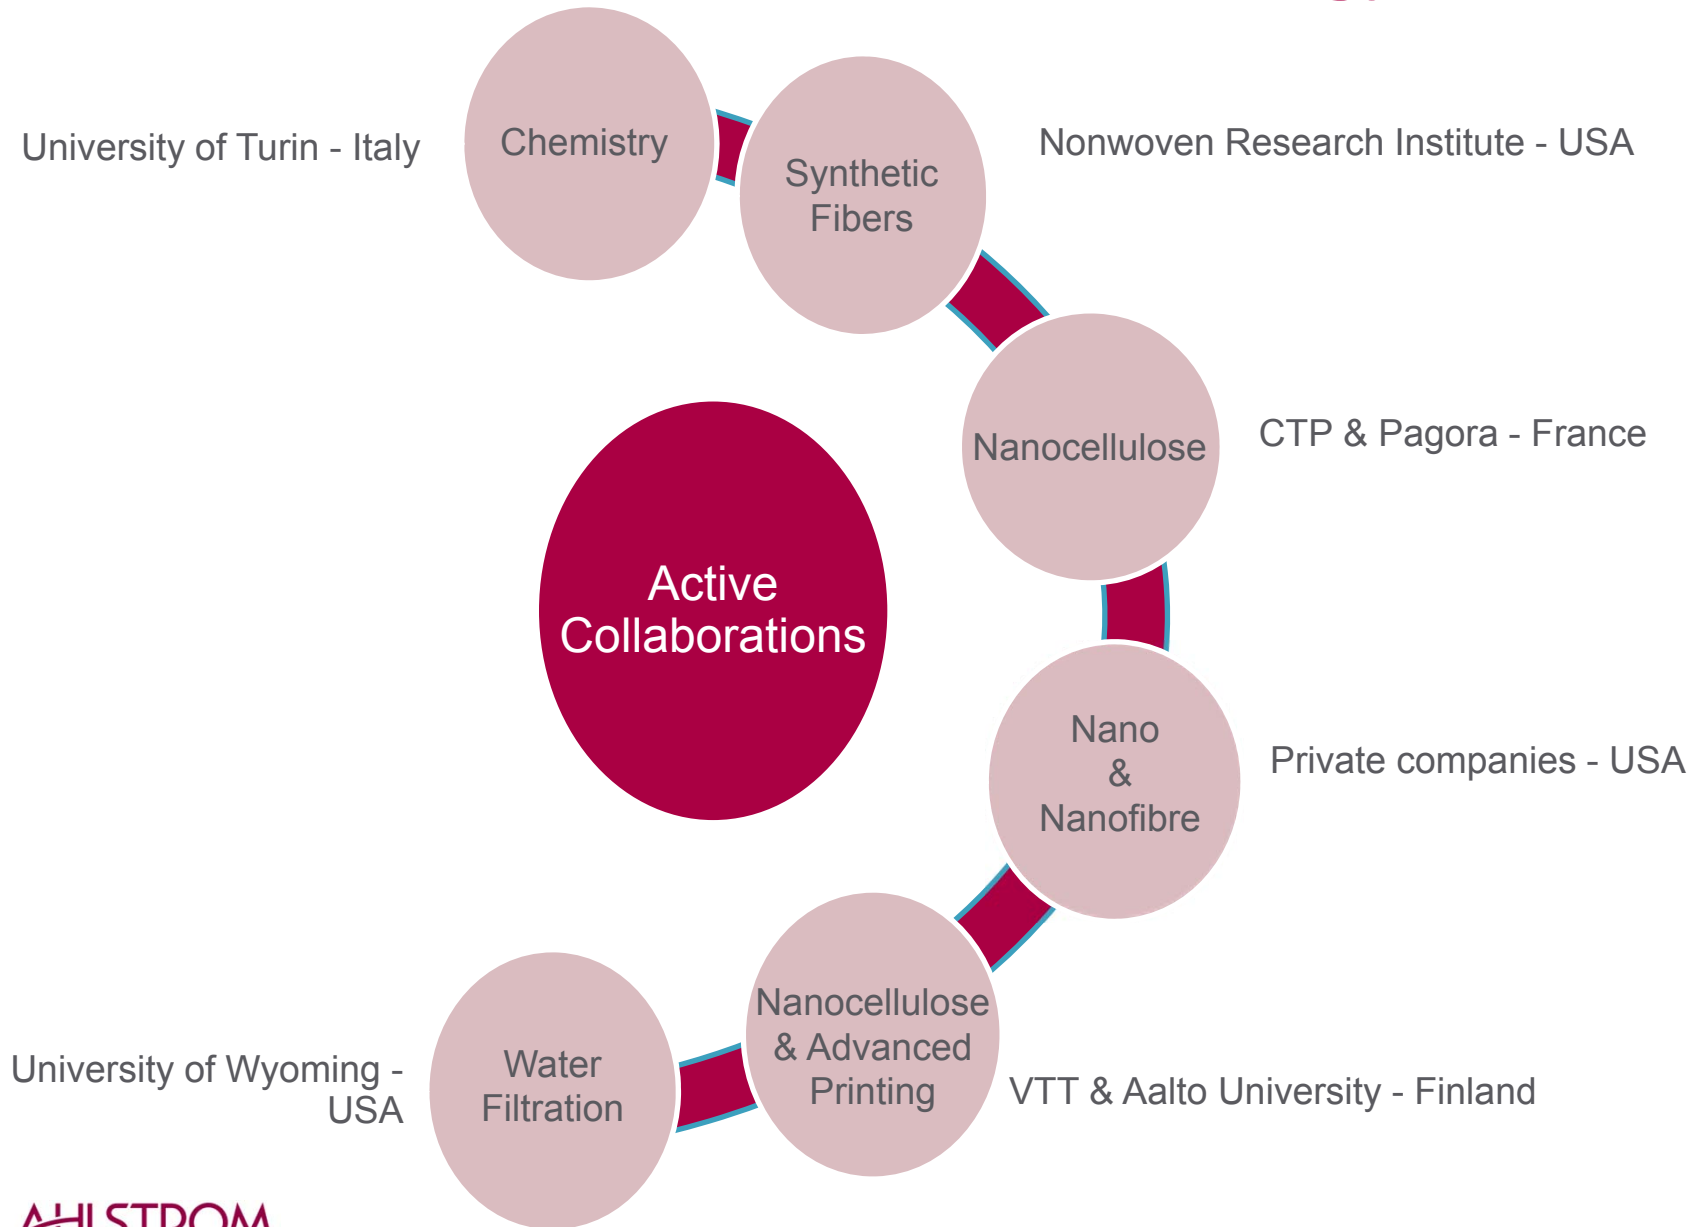 University of Turin - Italy
Chemistry
Synthetic
Fibers
Nonwoven Research Institute - USA
Nanocellulose
CTP & Pagora - France
Active
Collaborations
Nano
&
Nanofibre
Private companies - USA
Nanocellulose
& Advanced
Printing
VTT & Aalto University - Finland
Water
Filtration
University of Wyoming -
USA
AHLSTROM